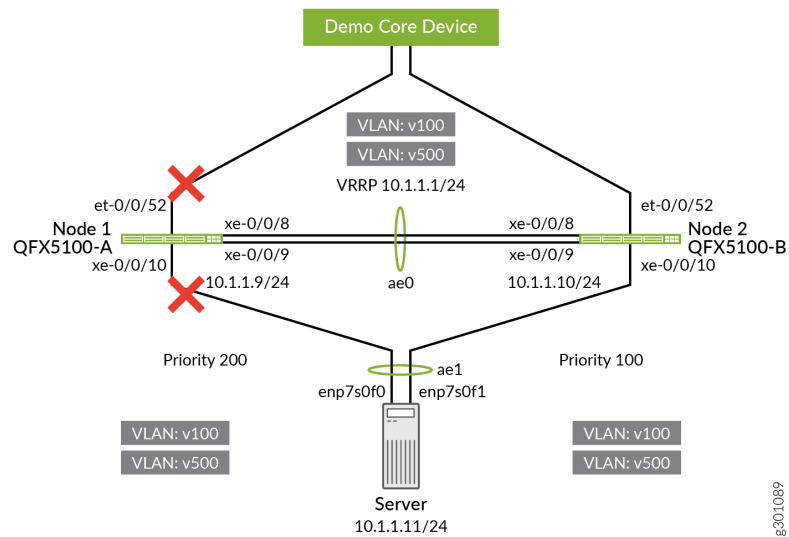 Demo Core Device
VLAN: v100
VLAN: v500
VRRP 10.1.1.1/24
et-0/0/52
et-0/0/52
Node 1
QFX5100-A
xe-0/0/8
xe-0/0/8
Node 2
QFX5100-B
xe-0/0/10
xe-0/0/9
xe-0/0/9
xe-0/0/10
10.1.1.9/24
ae0
10.1.1.10/24
Priority 200
Priority 100
ae1
enp7s0f0
enp7s0f1
VLAN: v100
VLAN: v500
VLAN: v100
VLAN: v500
Server
10.1.1.11/24
g301089